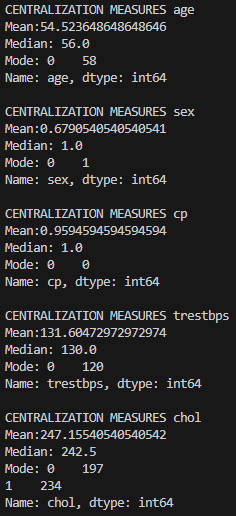 CENTRALIZATION MEASURES age
Mean:54.523648648648646
Median: 56.0
Mode: 0    58
Name: age, dtype: int64
CENTRALIZATION MEASURES sex
Mean:0.6790540540540541
Median: 1.0
Mode: 0    1
Name: sex, dtype: int64
CENTRALIZATION MEASURES cp
Mean:0.9594594594594594
Median: 1.0
Mode: 0    0
Name: cp, dtype: int64
CENTRALIZATION MEASURES trestbps
Mean:131.60472972972974
Median: 130.0
Mode: 0    120
Name: trestbps, dtype: int64
CENTRALIZATION MEASURES chol
Mean:247.15540540540542
Median: 242.5
Mode: 0    197
1    234
Name: chol, dtype: int64